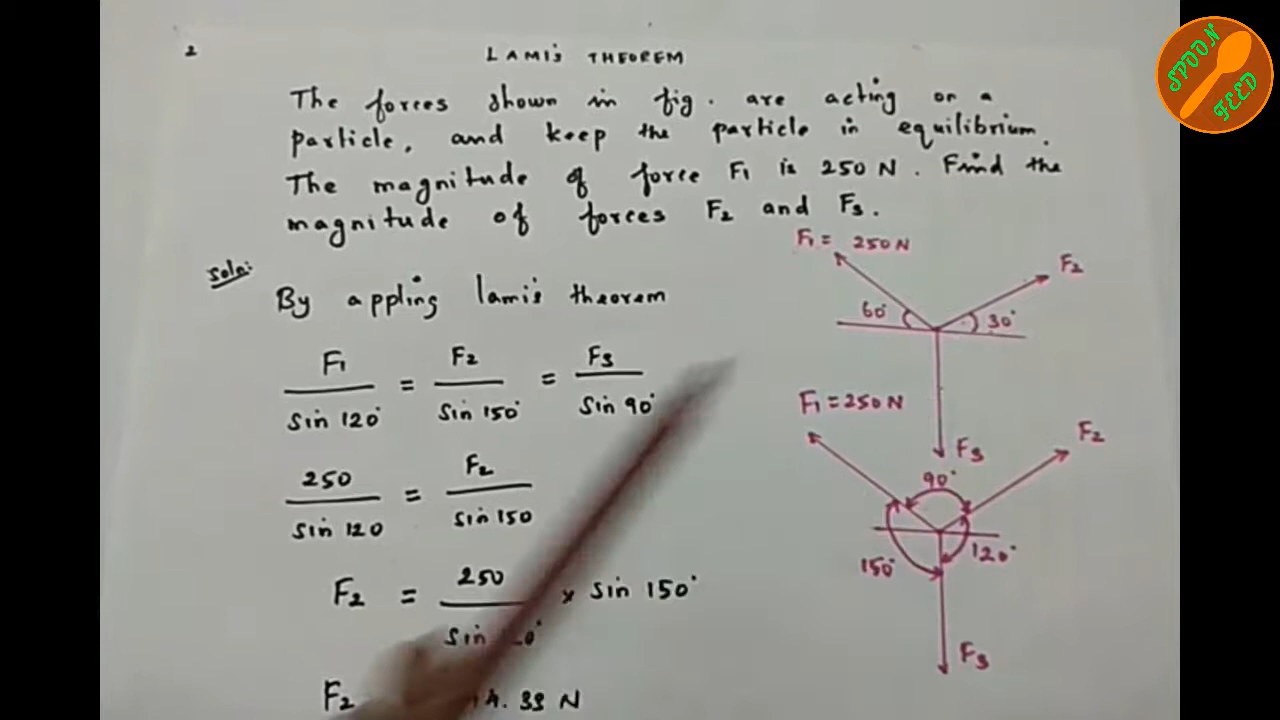 2
LAMI's THEOREM
The forces shown in fig. are acting on a
particle, and keep the particle in equilibrium.
The magnitude of force F1 is 250 N. Find the
magnitude of forces F2 and F3.
Soln:
By appling lami's theorem
F1 / Sin 120° = F2 / Sin 150° = F3 / Sin 90°
250 / Sin 120 = F2 / Sin 150
F2 = 250 / Sin × Sin 150°
F2 N
F1 = 250 N
F2
60°
30°
F3
F1 = 250 N
F2
90°
150°
120°
F3
SPOON
FEED